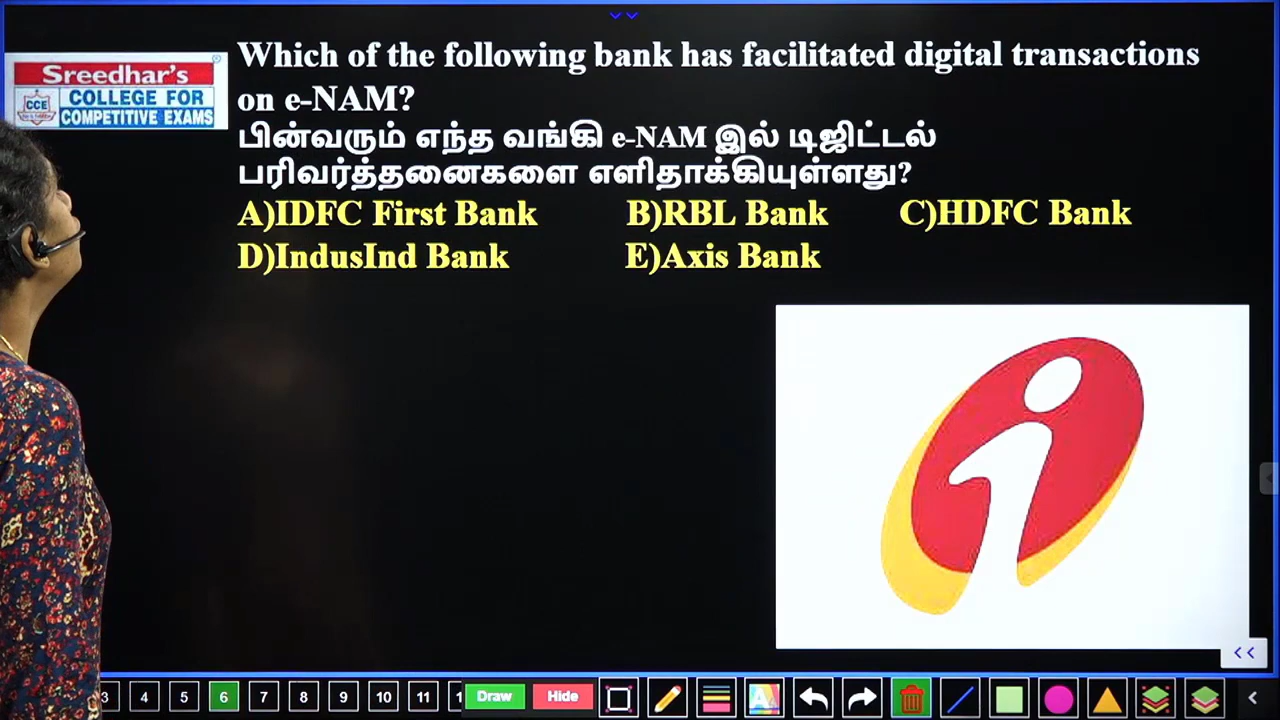 Which of the following bank has facilitated digital transactions
on e-NAM?
Sreedhar's
CCE
COLLEGE FOR
COMPETITIVE EXAMS
பின்வரும் எந்த வங்கி e-NAM இல் டிஜிட்டல்
பரிவர்த்தனைகளை எளிதாக்கியுள்ளது?
A)IDFC First Bank B)RBL Bank C)HDFC Bank
D)IndusInd Bank E)Axis Bank
<<
3 4 5 6 7 8 9 10 11 1 Draw Hide A <